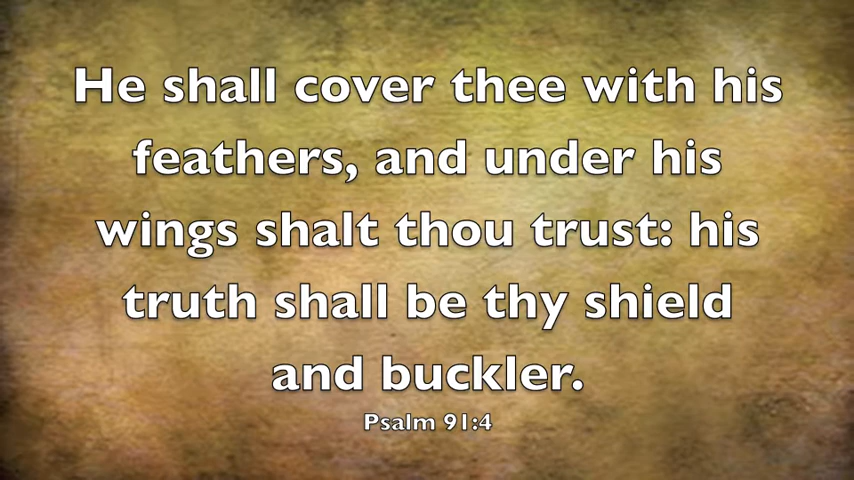 He shall cover thee with his
feathers, and under his
wings shalt thou trust: his
truth shall be thy shield
and buckler.
Psalm 91:4